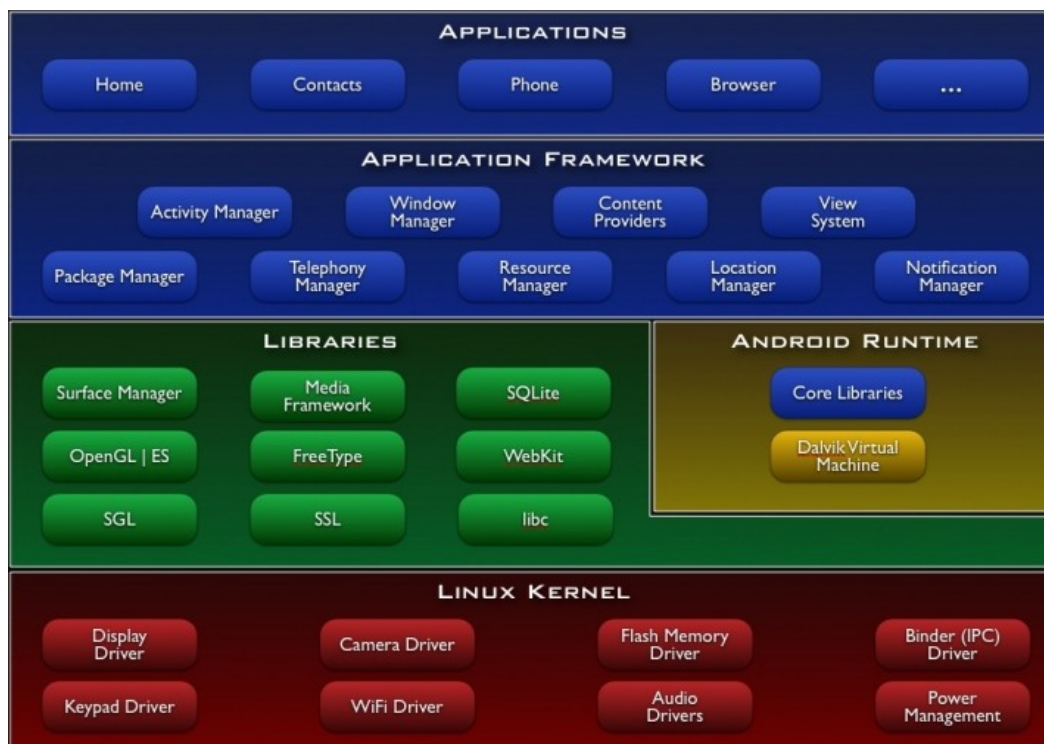 APPLICATIONS
Home
Contacts
Phone
Browser
...
APPLICATION FRAMEWORK
Activity Manager
Window
Manager
Content
Providers
View
System
Package Manager
Telephony
Manager
Resource
Manager
Location
Manager
Notification
Manager
LIBRARIES
Surface Manager
Media
Framework
SQLite
OpenGL | ES
FreeType
WebKit
SGL
SSL
libc
ANDROID RUNTIME
Core Libraries
Dalvik Virtual
Machine
LINUX KERNEL
Display
Driver
Camera Driver
Flash Memory
Driver
Binder (IPC)
Driver
Keypad Driver
WiFi Driver
Audio
Drivers
Power
Management